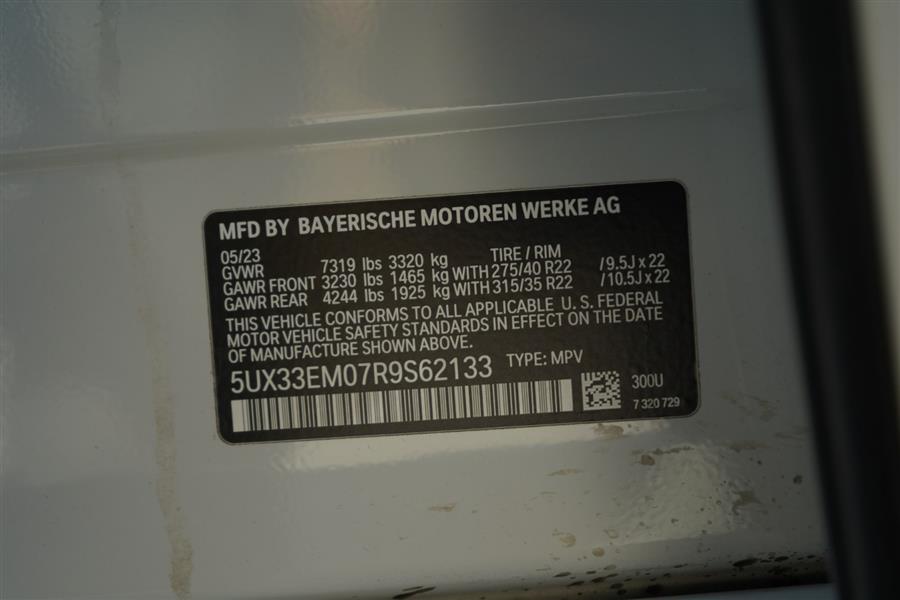 MFD BY BAYERISCHE MOTOREN WERKE AG
05/23 TIRE / RIM
GVWR 7319 lbs 3320 kg
GAWR FRONT 3230 lbs 1465 kg WITH 275/40 R22 /9.5J x 22
GAWR REAR 4244 lbs 1925 kg WITH 315/35 R22 /10.5J x 22
THIS VEHICLE CONFORMS TO ALL APPLICABLE U. S. FEDERAL
MOTOR VEHICLE SAFETY STANDARDS IN EFFECT ON THE DATE
OF MANUFACTURE SHOWN ABOVE.
5UX33EM07R9S62133 TYPE: MPV
300U
7 320 729